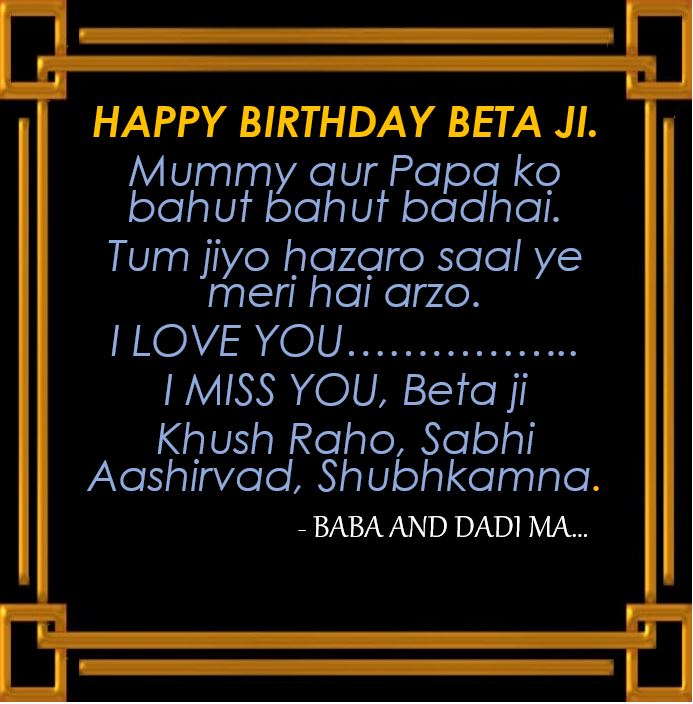 HAPPY BIRTHDAY BETA JI.
Mummy aur Papa ko
bahut bahut badhai.
Tum jiyo hazaro saal ye
meri hai arzo.
I LOVE YOU……………..
I MISS YOU, Beta ji
Khush Raho, Sabhi
Aashirvad, Shubhkamna.
- BABA AND DADI MA...